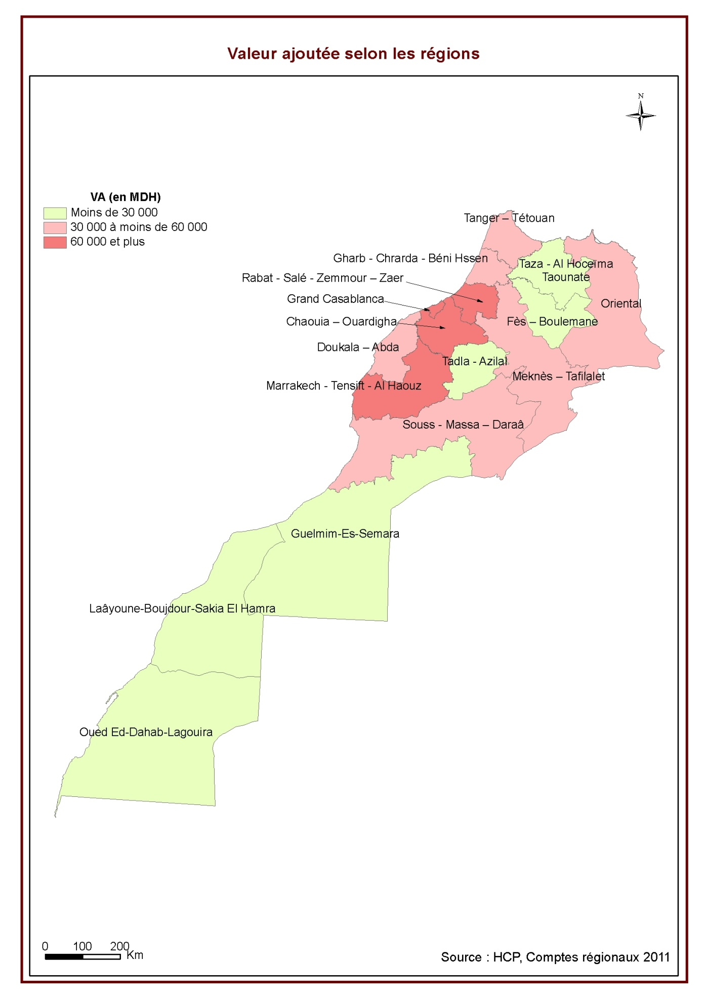 Valeur ajoutée selon les régions
N
VA (en MDH)
Moins de 30 000
30 000 à moins de 60 000
60 000 et plus
Tanger – Tétouan
Gharb - Chrarda - Béni Hssen
Taza - Al Hoceïma
Taounate
Rabat - Salé - Zemmour – Zaer
Grand Casablanca
Oriental
Chaouia – Ouardigha
Fès – Boulemane
Doukala – Abda
Tadla - Azilal
Meknès – Tafilalet
Marrakech - Tensift - Al Haouz
Souss - Massa – Daraâ
Guelmim-Es-Semara
Laâyoune-Boujdour-Sakia El Hamra
Oued Ed-Dahab-Lagouira
0 100 200
Km
Source : HCP, Comptes régionaux 2011